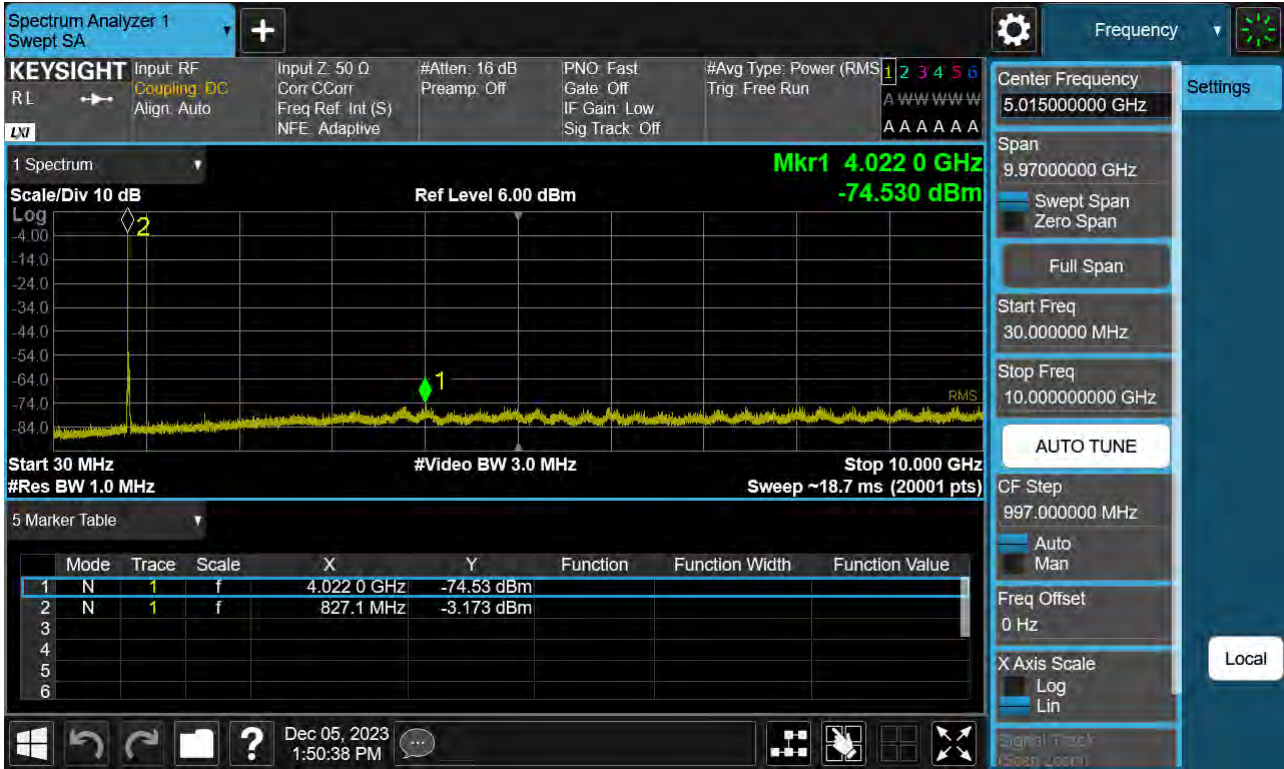 Spectrum Analyzer 1
Swept SA
Frequency
KEYSIGHT
R L
LXI
Input: RF
Coupling: DC
Align: Auto
Input Z: 50 Ω
Corr CCorr
Freq Ref: Int (S)
NFE: Adaptive
#Atten: 16 dB
Preamp: Off
PNO: Fast
Gate: Off
IF Gain: Low
Sig Track: Off
#Avg Type: Power (RMS
Trig: Free Run
1 2 3 4 5 6
A W W W W W
A A A A A A
1 Spectrum
Mkr1 4.022 0 GHz
Scale/Div 10 dB
Ref Level 6.00 dBm
-74.530 dBm
Log
-4.00
-14.0
-24.0
-34.0
-44.0
-54.0
-64.0
-74.0
-84.0
2
1
RMS
Start 30 MHz
#Video BW 3.0 MHz
Stop 10.000 GHz
#Res BW 1.0 MHz
Sweep ~18.7 ms (20001 pts)
5 Marker Table
Mode Trace Scale X Y Function Function Width Function Value
1 N 1 f 4.022 0 GHz -74.53 dBm
2 N 1 f 827.1 MHz -3.173 dBm
3
4
5
6
Dec 05, 2023
1:50:38 PM
Center Frequency
5.015000000 GHz
Settings
Span
9.97000000 GHz
Swept Span
Zero Span
Full Span
Start Freq
30.000000 MHz
Stop Freq
10.000000000 GHz
AUTO TUNE
CF Step
997.000000 MHz
Auto
Man
Freq Offset
0 Hz
X Axis Scale
Log
Lin
Local
Signal Track
(Span Zoom)